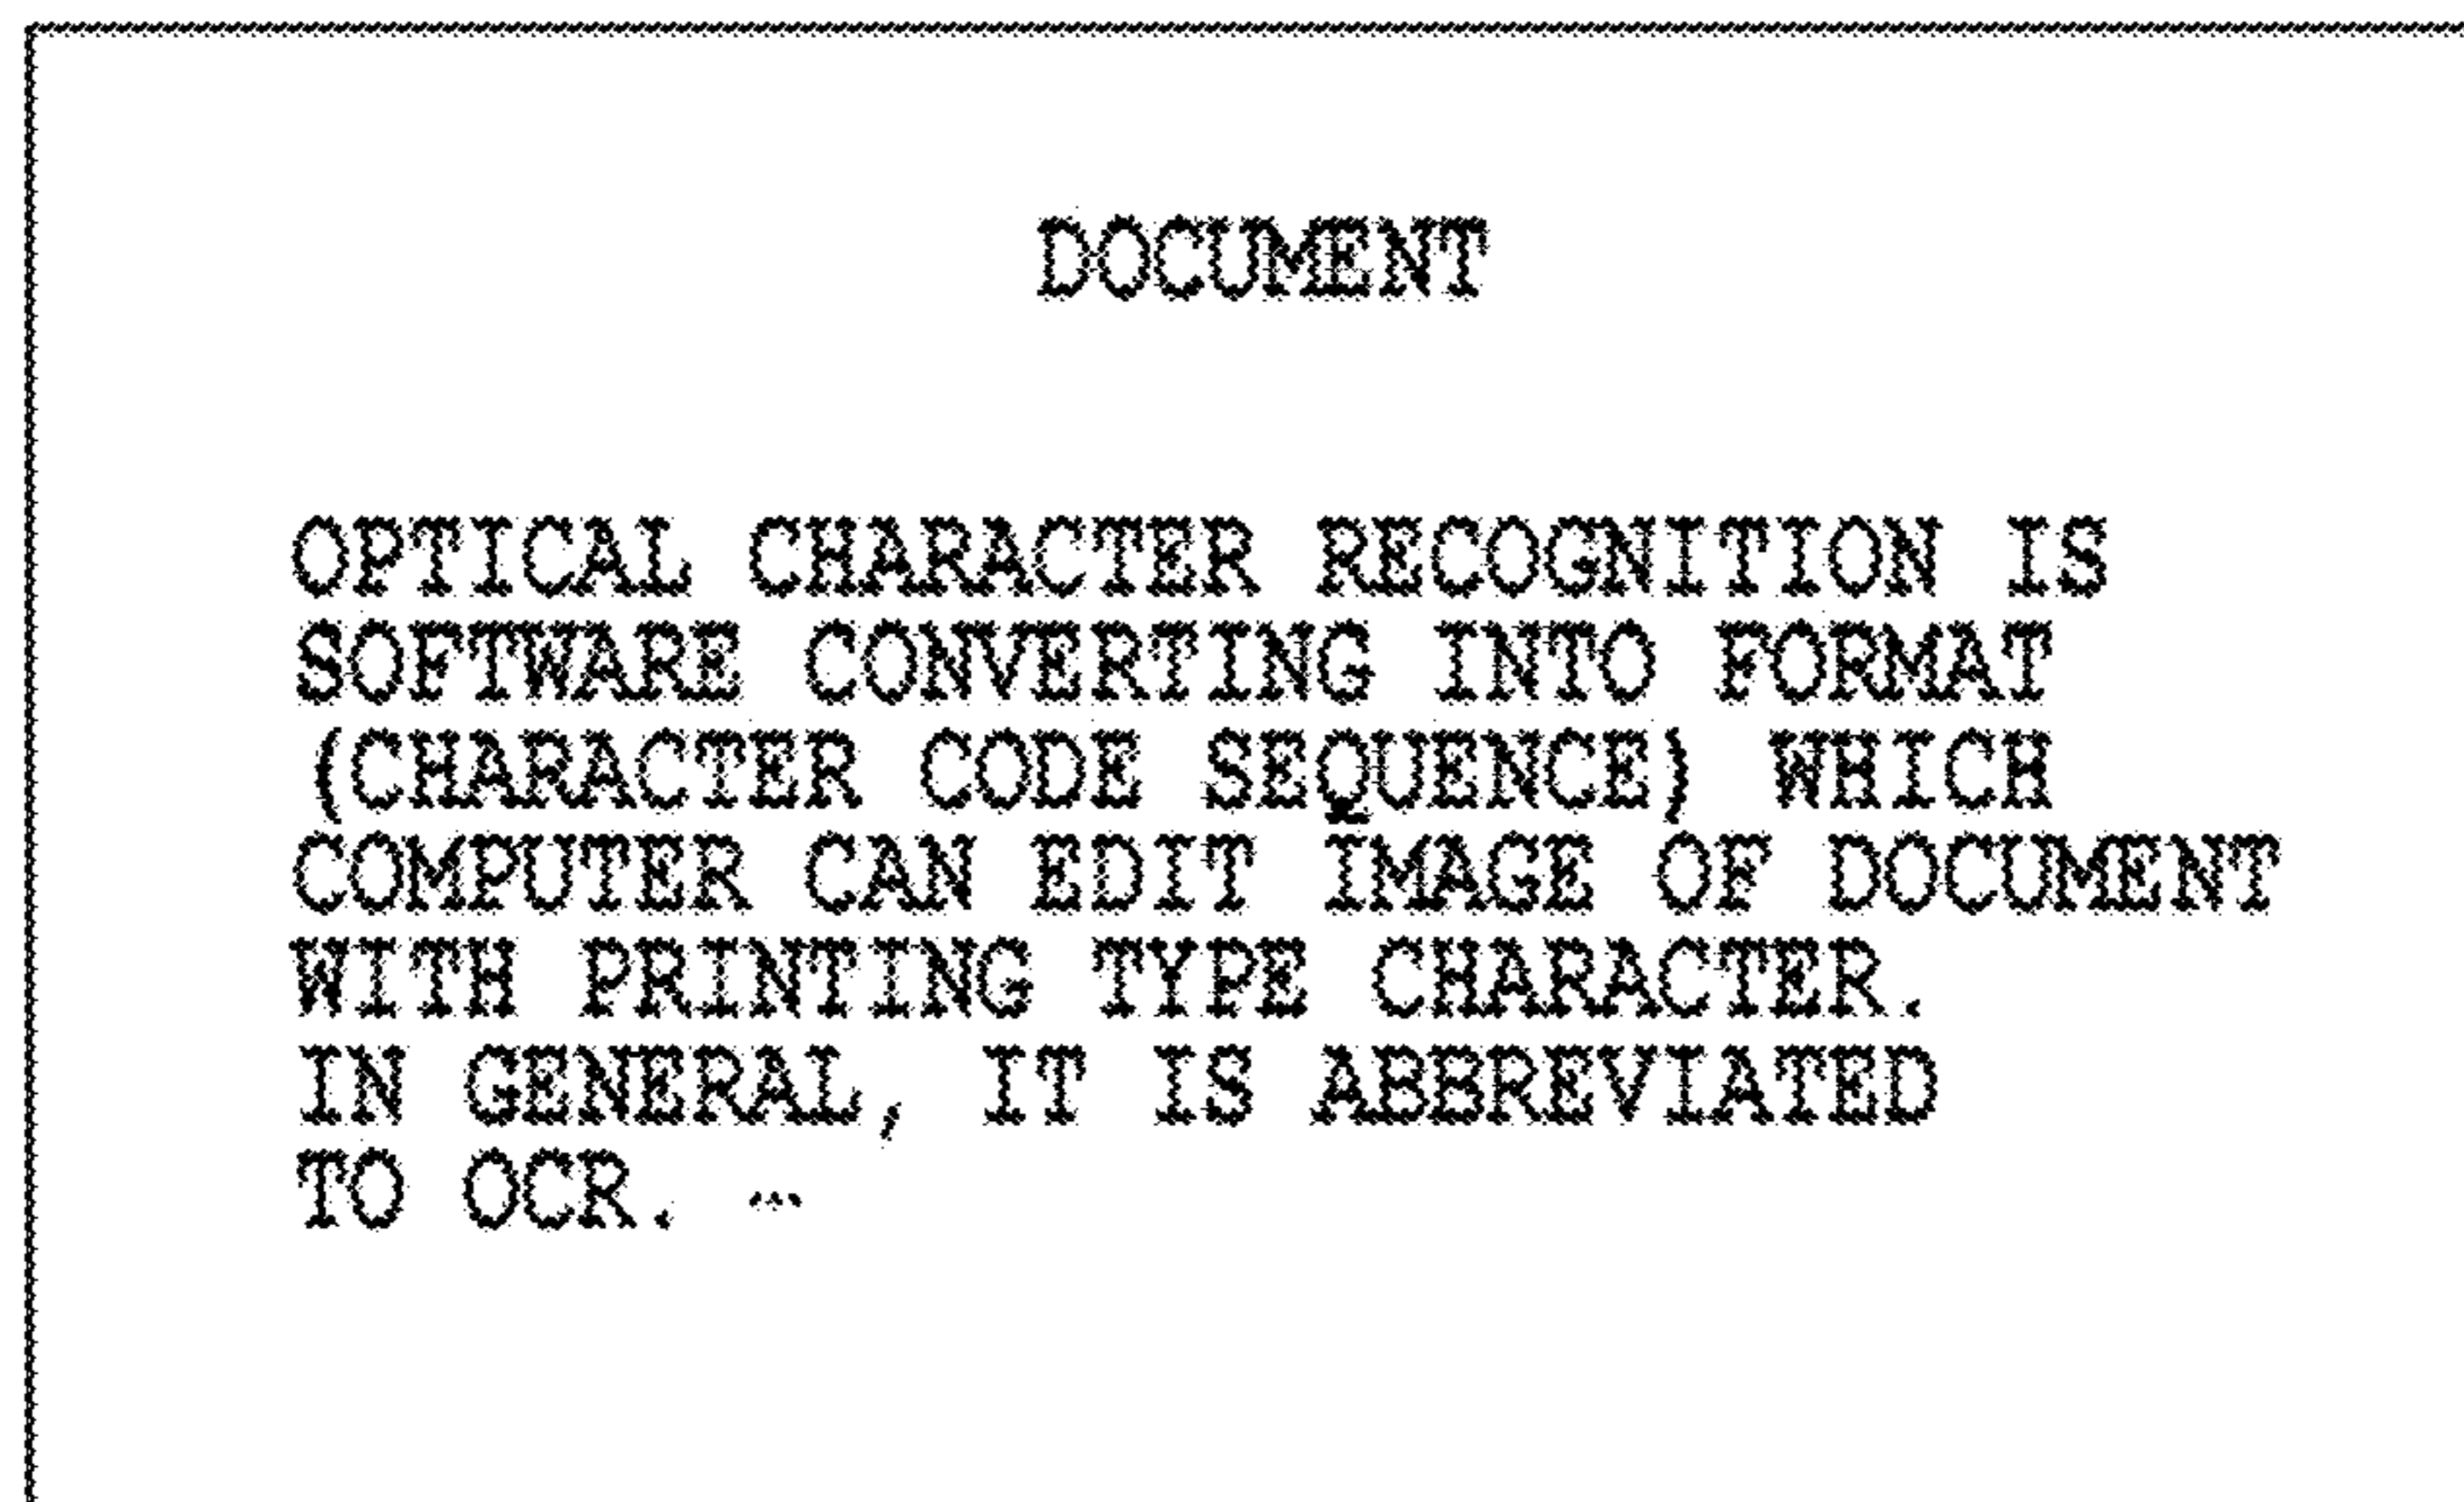 DOCUMENT
OPTICAL CHARACTER RECOGNITION IS
SOFTWARE CONVERTING INTO FORMAT
(CHARACTER CODE SEQUENCE) WHICH
COMPUTER CAN EDIT IMAGE OF DOCUMENT
WITH PRINTING TYPE CHARACTER.
IN GENERAL, IT IS ABBREVIATED
TO OCR. …